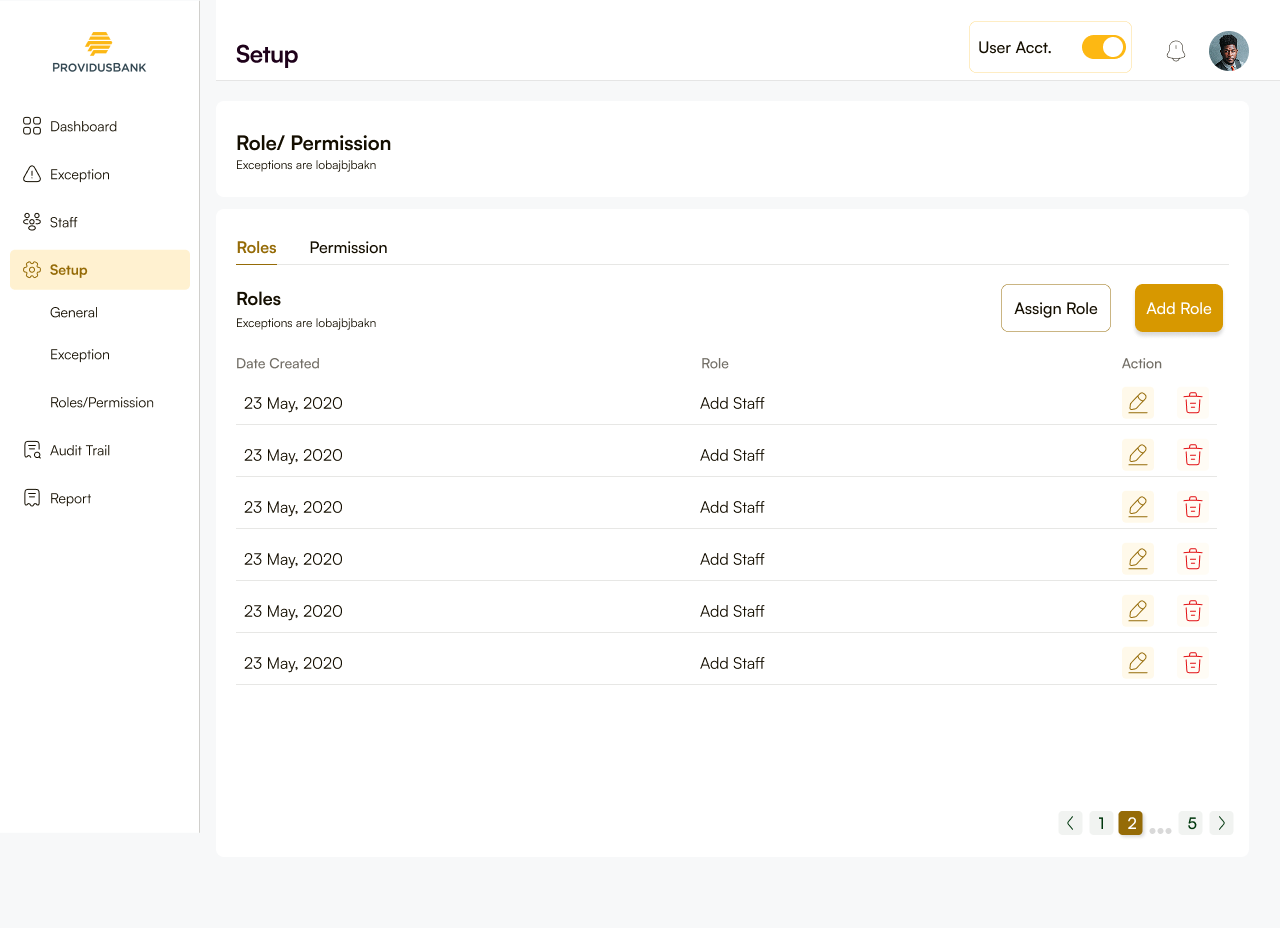 PROVIDUSBANK
Dashboard
Exception
Staff
Setup
General
Exception
Roles/Permission
Audit Trail
Report
Setup
User Acct.
Role/ Permission
Exceptions are lobajbjbakn
Roles Permission
Roles
Exceptions are lobajbjbakn
Assign Role Add Role
Date Created Role Action
23 May, 2020 Add Staff
23 May, 2020 Add Staff
23 May, 2020 Add Staff
23 May, 2020 Add Staff
23 May, 2020 Add Staff
23 May, 2020 Add Staff
1 2 ... 5